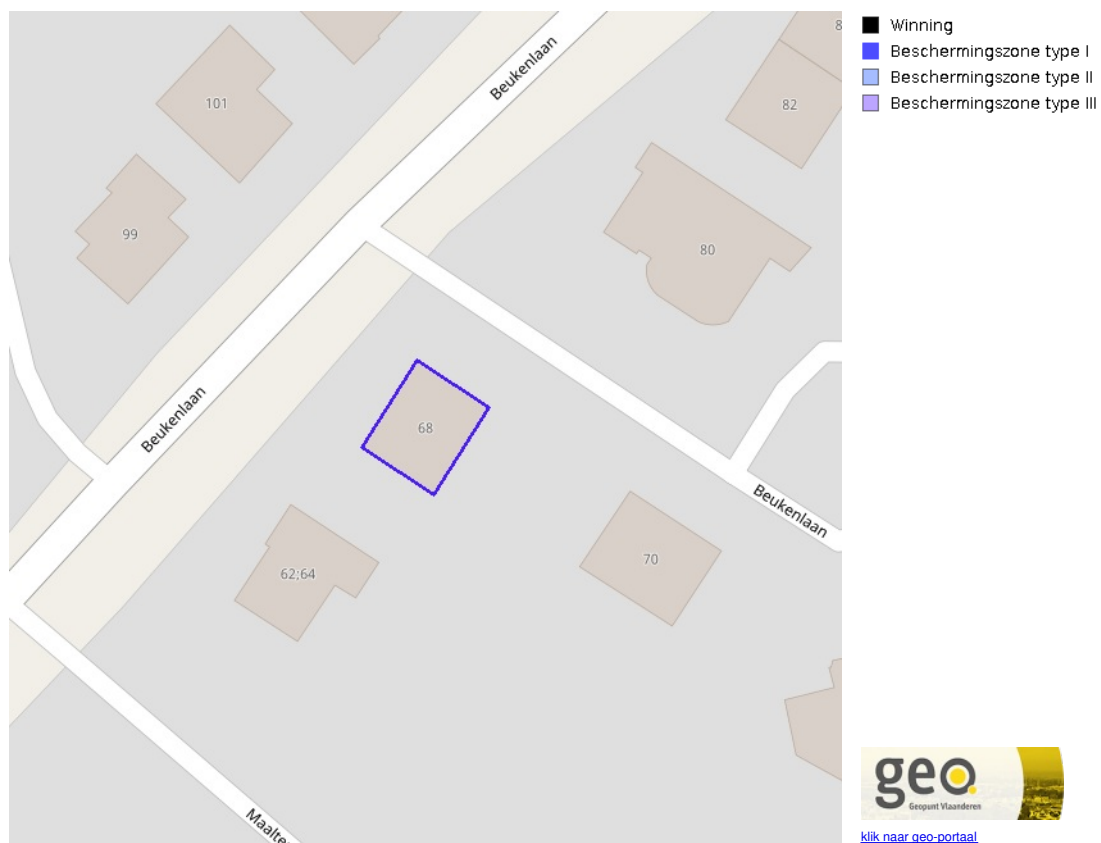 Beukenlaan
101
82
99
80
Beukenlaan
68
Beukenlaan
62;64
70
Winning
Beschermingszone type I
Beschermingszone type II
Beschermingszone type III
geo.
Geopunt Vlaanderen
klik naar geo-portaal